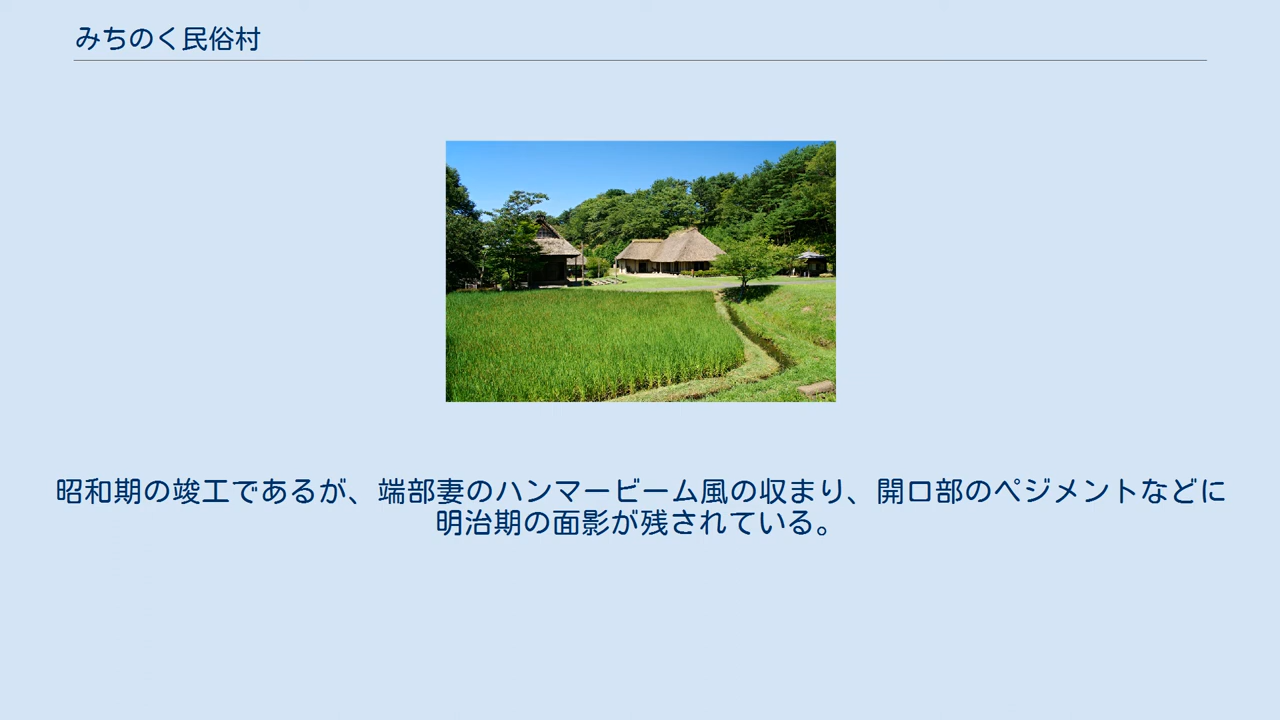 みちのく民俗村
昭和期の竣工であるが、端部妻のハンマービーム風の収まり、開口部のペジメントなどに
明治期の面影が残されている。